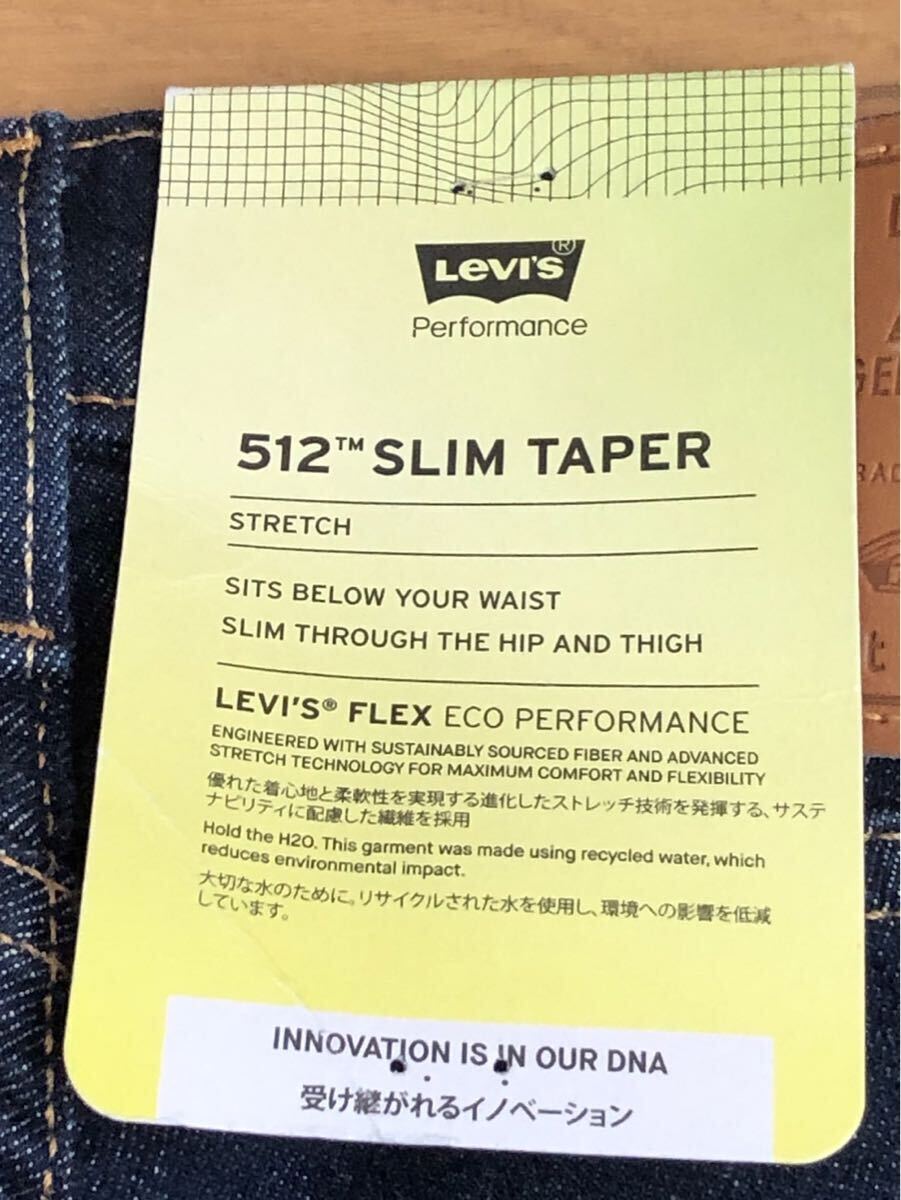 LEVI'S®
Performance
512™ SLIM TAPER
STRETCH
SITS BELOW YOUR WAIST
SLIM THROUGH THE HIP AND THIGH
LEVI'S® FLEX ECO PERFORMANCE
ENGINEERED WITH SUSTAINABLY SOURCED FIBER AND ADVANCED
STRETCH TECHNOLOGY FOR MAXIMUM COMFORT AND FLEXIBILITY
優れた着心地と柔軟性を実現する進化したストレッチ技術を発揮する、サステ
ナビリティに配慮した繊維を採用
Hold the H2O. This garment was made using recycled water, which
reduces environmental impact.
大切な水のために。リサイクルされた水を使用し、環境への影響を低減
しています。
INNOVATION IS IN OUR DNA
受け継がれるイノベーション